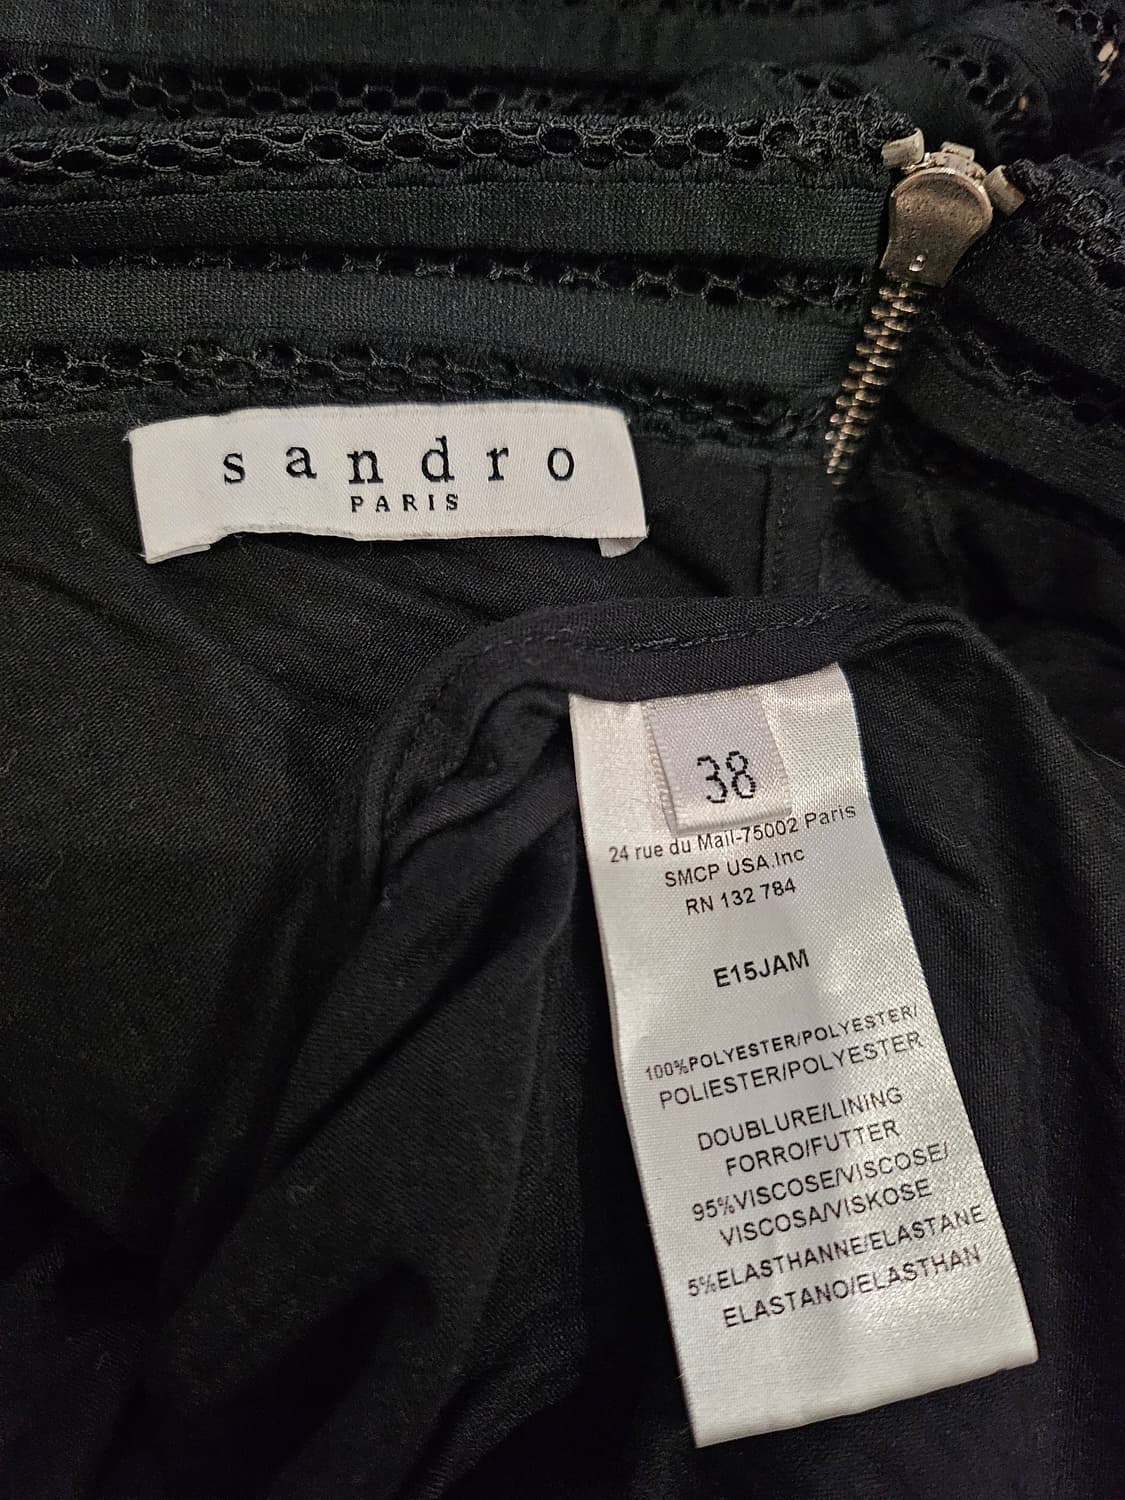 sandro
PARIS
38
24 rue du Mail-75002 Paris
SMCP USA.Inc
RN 132 784
E15JAM
100%POLYESTER/POLYESTER/
POLIESTER/POLYESTER
DOUBLURE/LINING
FORRO/FUTTER
95%VISCOSE/VISCOSE/
VISCOSA/VISKOSE
5%ELASTHANNE/ELASTANE
ELASTANO/ELASTHAN